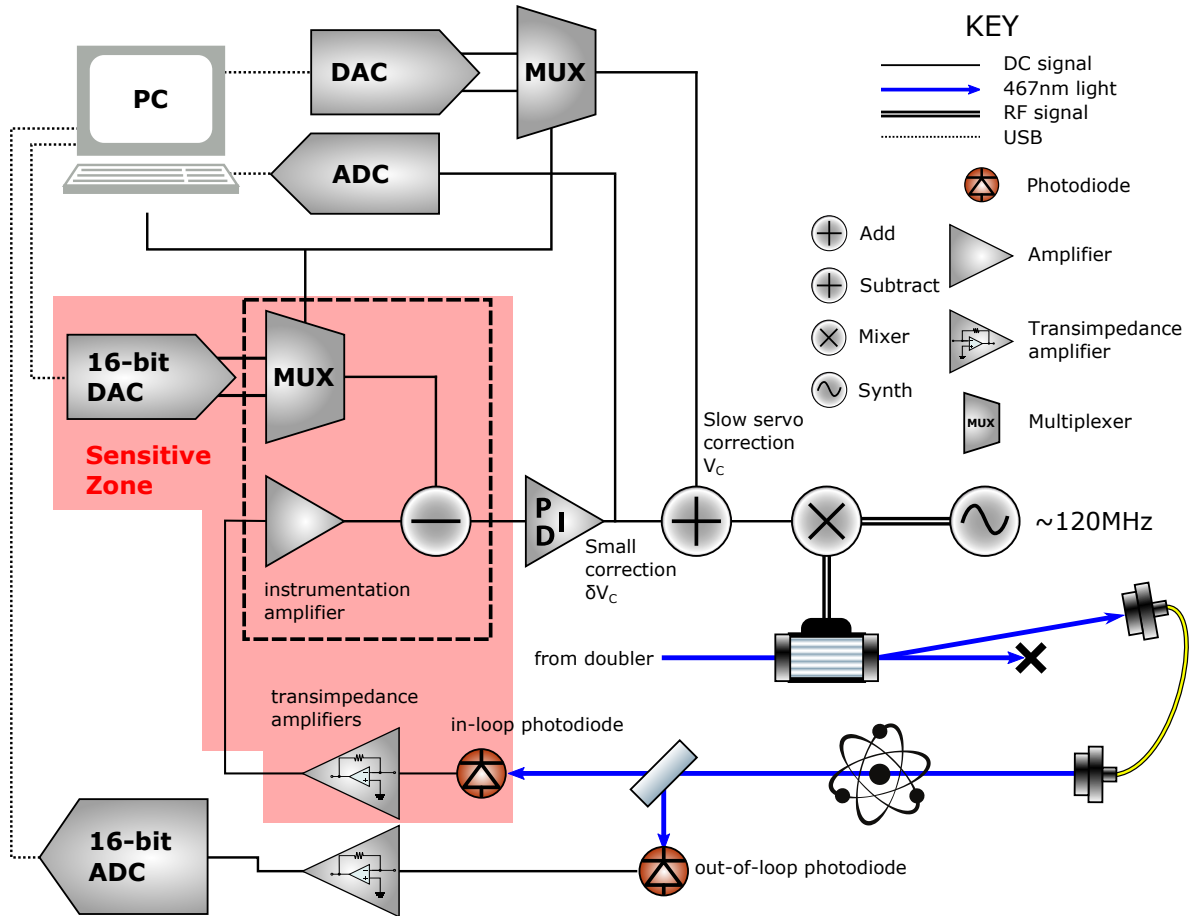 PC
DAC
MUX
ADC
KEY
DC signal
467nm light
RF signal
USB
Photodiode
Add
Subtract
Mixer
Synth
Amplifier
Transimpedance
amplifier
MUX
Multiplexer
16-bit
DAC
MUX
Sensitive
Zone
instrumentation
amplifier
P
I
D
Small
correction
δV_C
Slow servo
correction
V_C
~120MHz
from doubler
transimpedance
amplifiers
in-loop photodiode
16-bit
ADC
out-of-loop photodiode